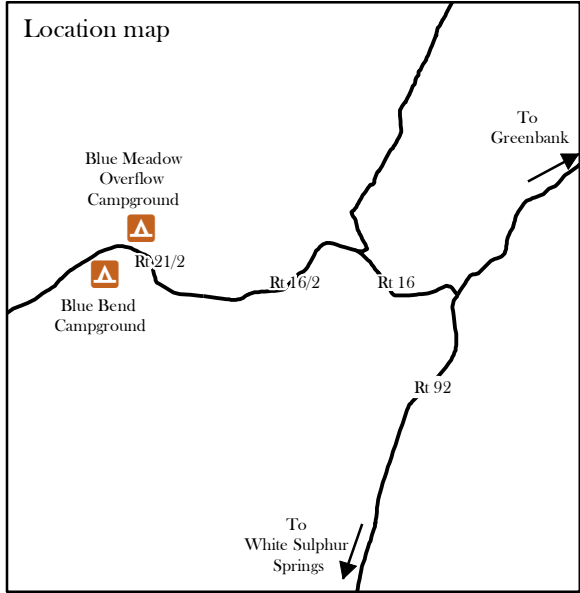 Location map
To
Greenbank
Blue Meadow
Overflow
Campground
Rt 21/2
Blue Bend
Campground
Rt 16/2
Rt 16
Rt 92
To
White Sulphur
Springs